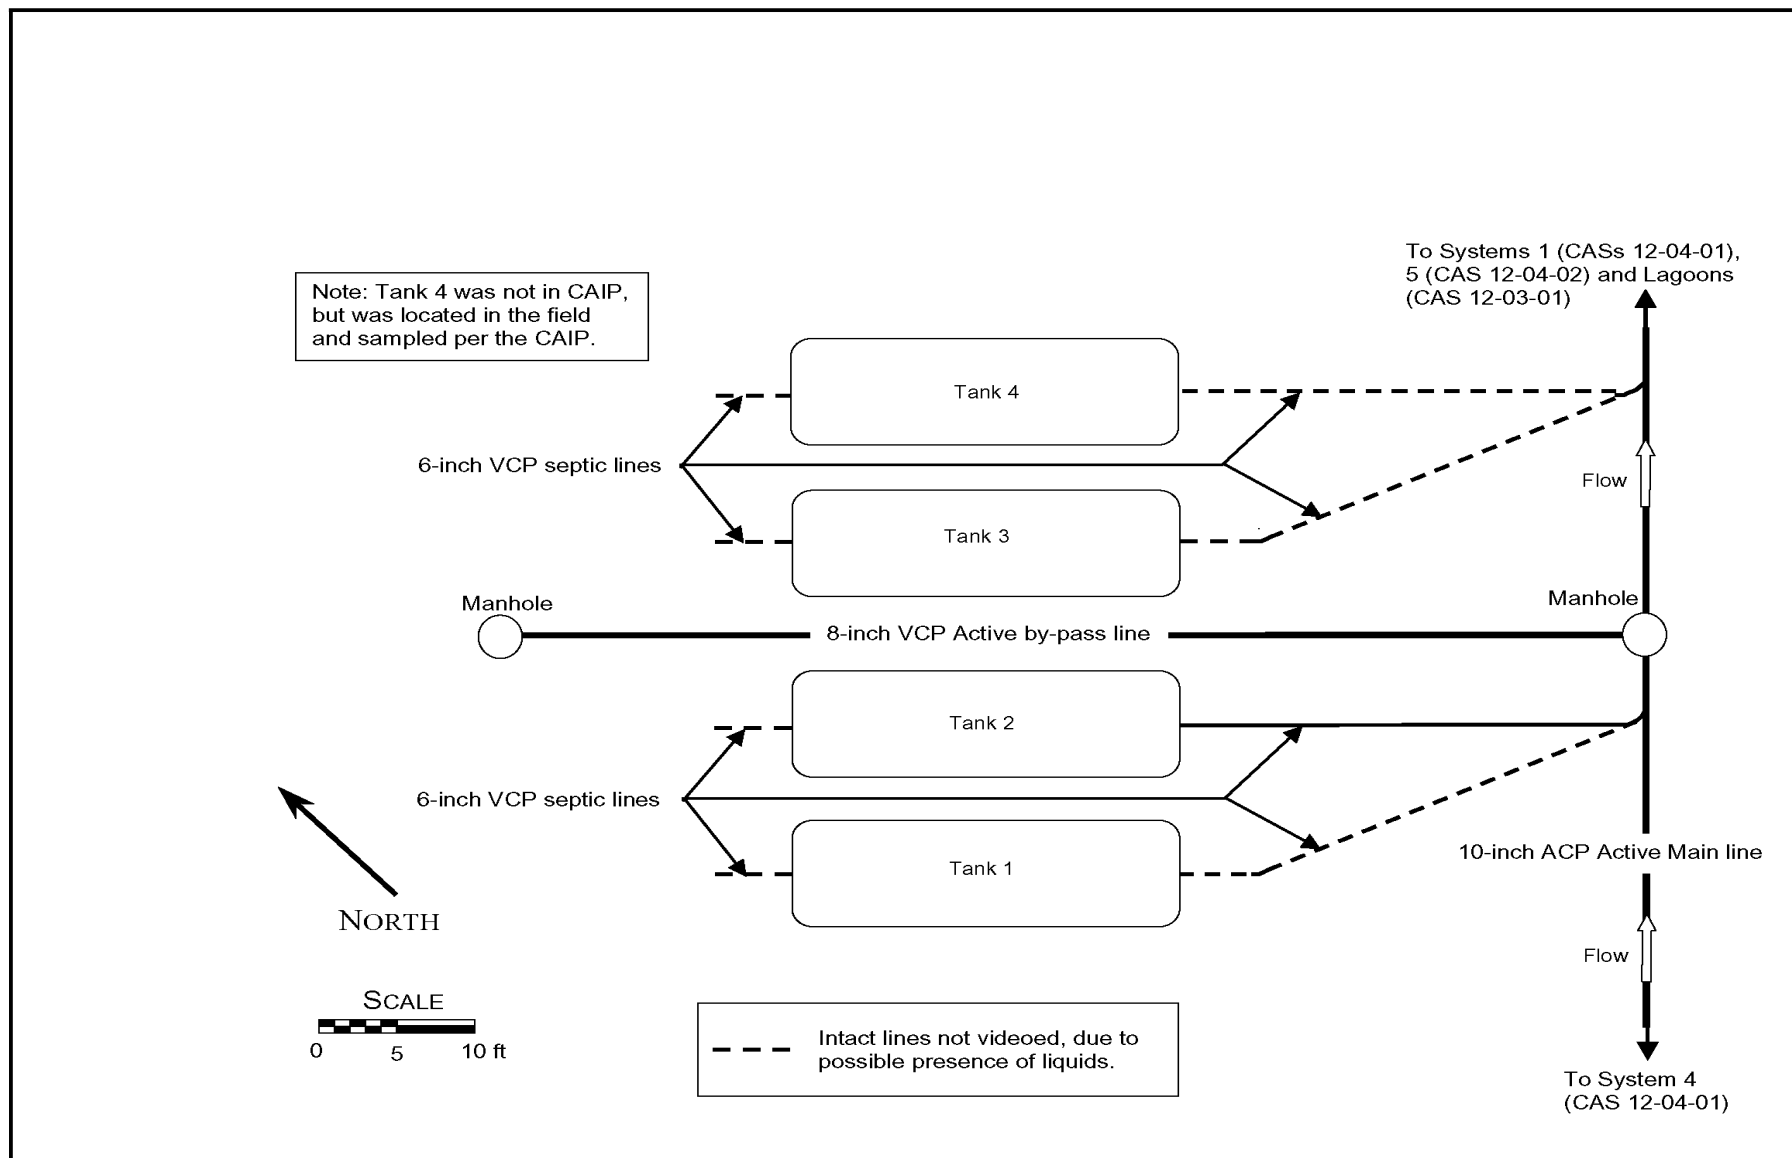 To Systems 1 (CASs 12-04-01),
5 (CAS 12-04-02) and Lagoons
(CAS 12-03-01)
Note: Tank 4 was not in CAIP,
but was located in the field
and sampled per the CAIP.
Tank 4
6-inch VCP septic lines
Flow
Tank 3
Manhole
Manhole
8-inch VCP Active by-pass line
Tank 2
6-inch VCP septic lines
10-inch ACP Active Main line
Tank 1
NORTH
Flow
SCALE
0 5 10 ft
Intact lines not videoed, due to
possible presence of liquids.
To System 4
(CAS 12-04-01)